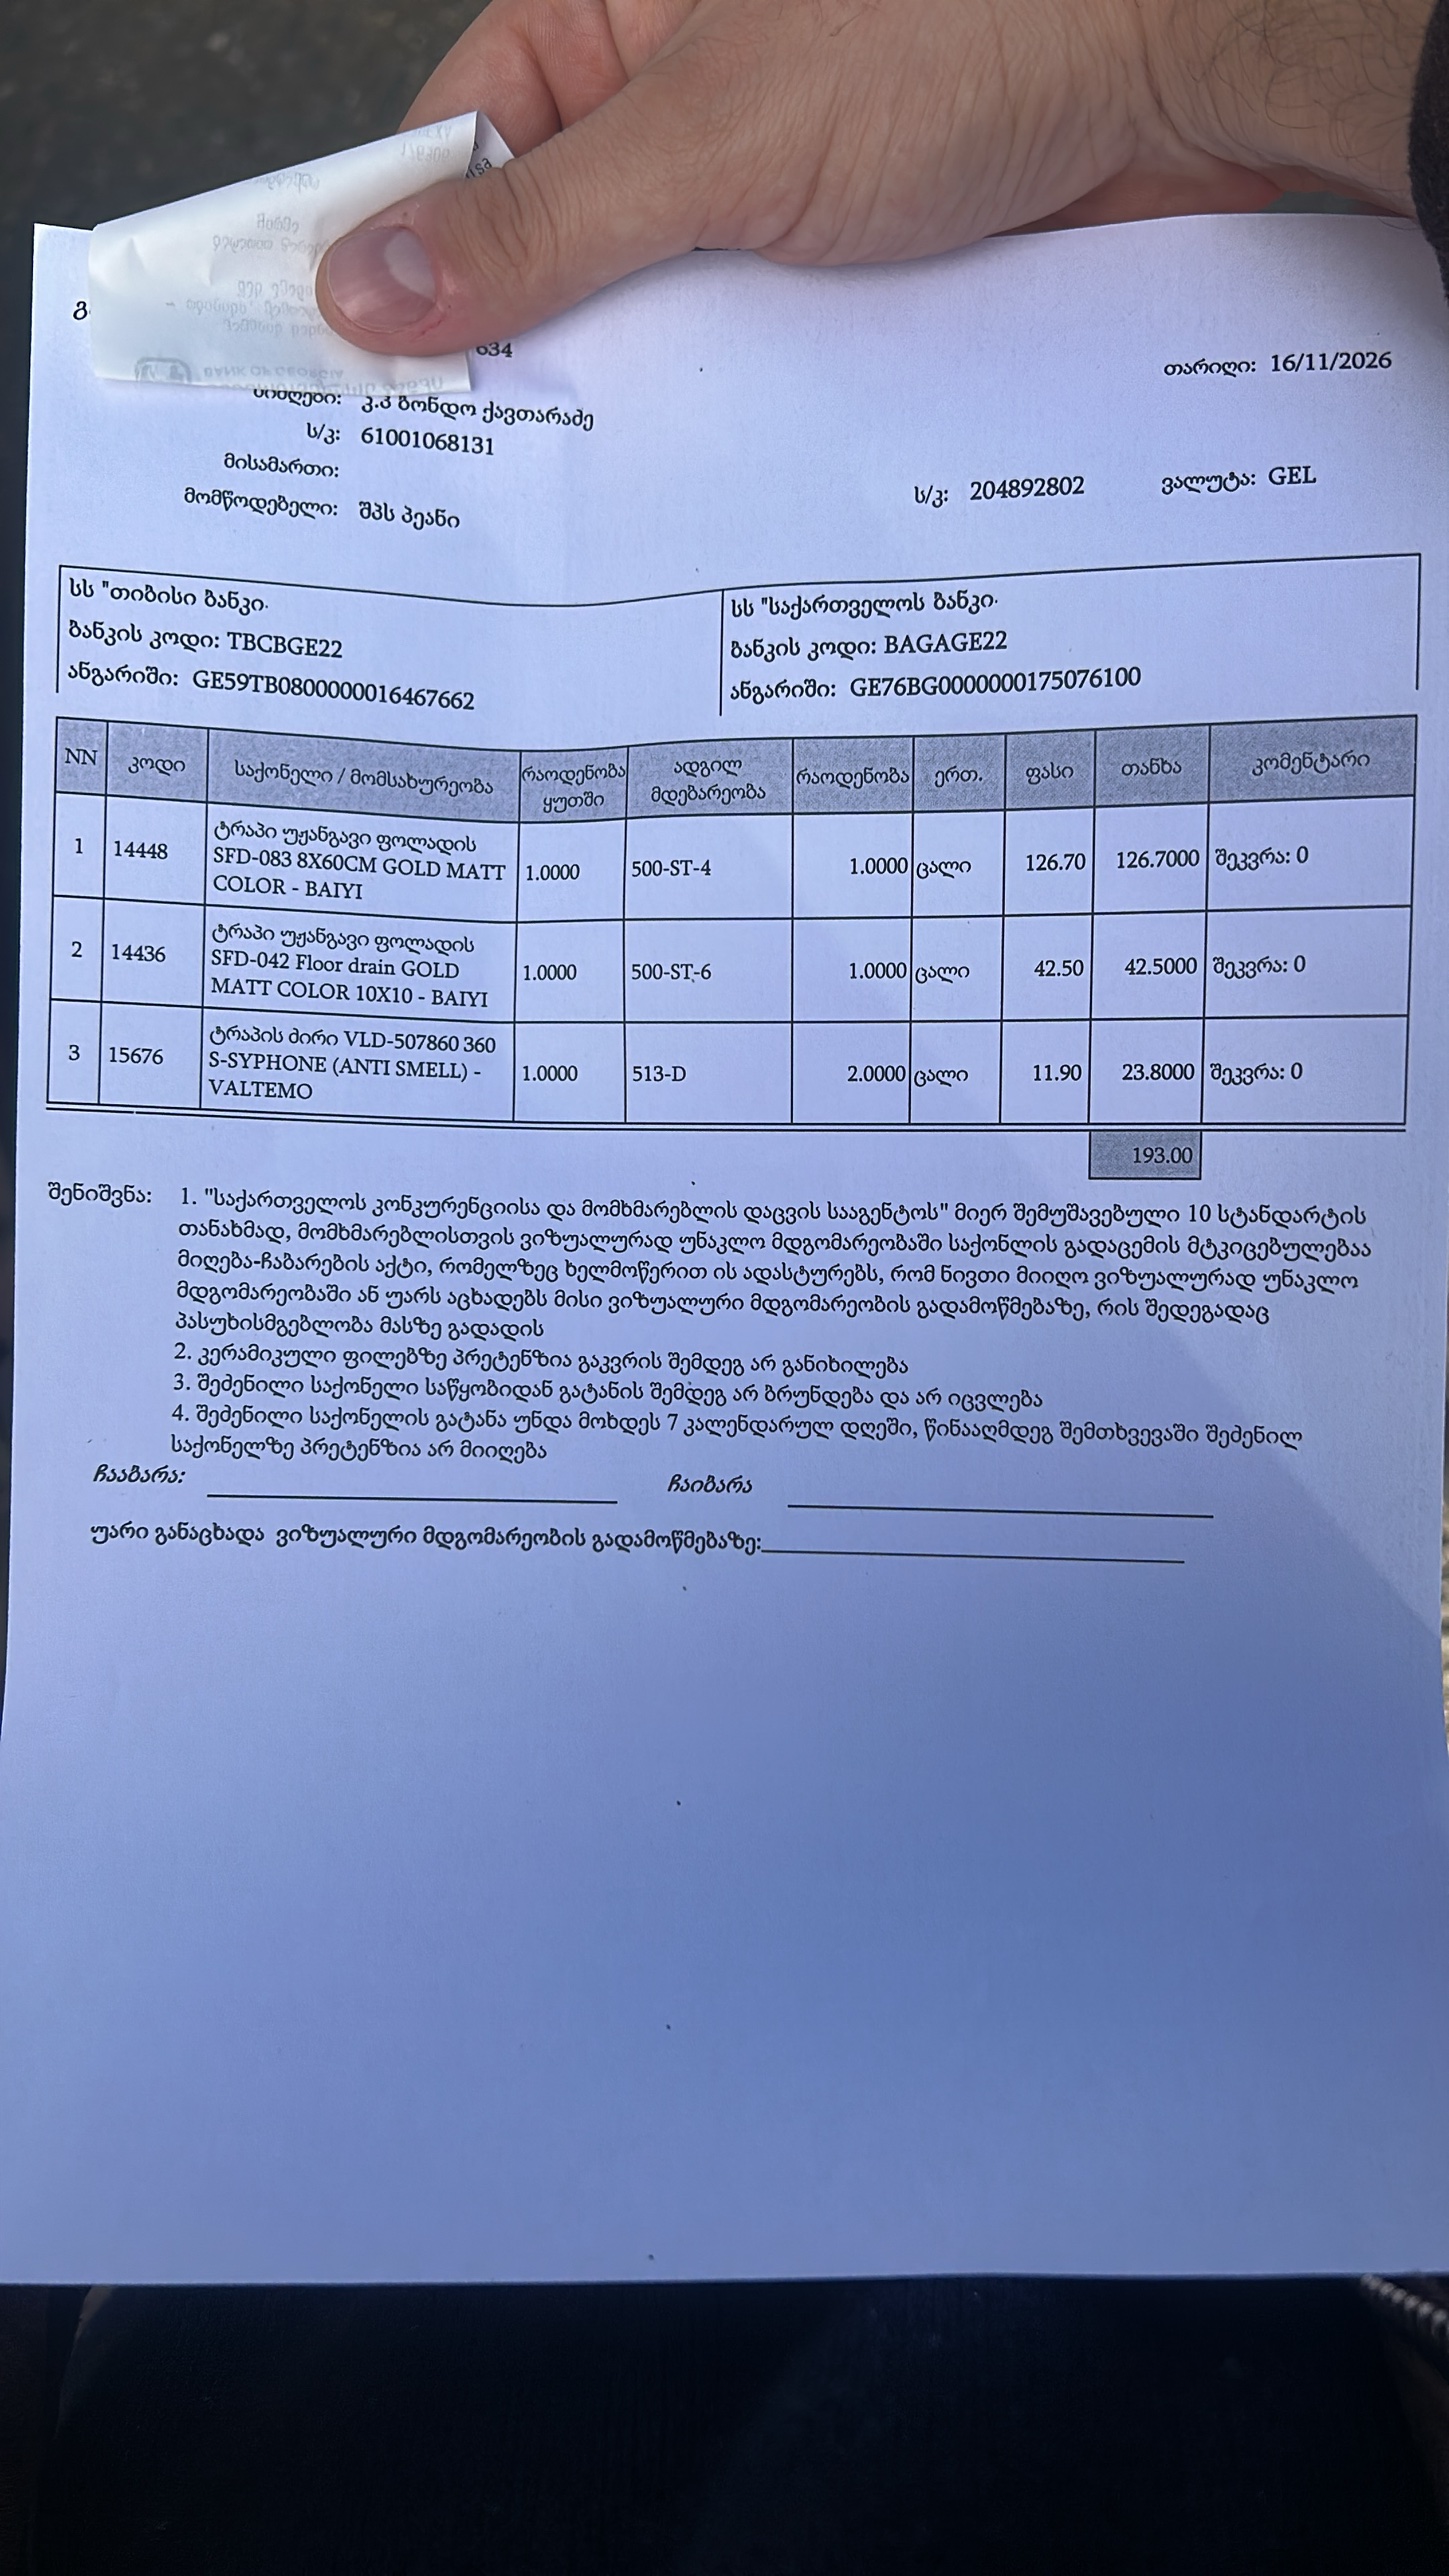 634
თარიღი: 16/11/2026
კ.პ ბონდო ქავთარაძე
ს/კ: 61001068131
მისამართი:
მომწოდებელი: შპს პეანი
ს/კ: 204892802 ვალუტა: GEL
სს "თიბისი ბანკი.
ბანკის კოდი: TBCBGE22
ანგარიში: GE59TB0800000016467662
სს "საქართველოს ბანკი.
ბანკის კოდი: BAGAGE22
ანგარიში: GE76BG0000000175076100
NN კოდი საქონელი / მომსახურეობა რაოდენობა ყუთში ადგილ მდებარეობა რაოდენობა ერთ. ფასი თანხა კომენტარი
ტრაპი უჟანგავი ფოლადის
1 14448 SFD-083 8X60CM GOLD MATT 1.0000 500-ST-4 1.0000 ცალი 126.70 126.7000 შეკვრა: 0
COLOR - BAIYI
ტრაპი უჟანგავი ფოლადის
2 14436 SFD-042 Floor drain GOLD 1.0000 500-ST-6 1.0000 ცალი 42.50 42.5000 შეკვრა: 0
MATT COLOR 10X10 - BAIYI
ტრაპის ძირი VLD-507860 360
3 15676 S-SYPHONE (ANTI SMELL) - 1.0000 513-D 2.0000 ცალი 11.90 23.8000 შეკვრა: 0
VALTEMO
193.00
შენიშვნა: 1. "საქართველოს კონკურენციისა და მომხმარებლის დაცვის სააგენტოს" მიერ შემუშავებული 10 სტანდარტის
თანახმად, მომხმარებლისთვის ვიზუალურად უნაკლო მდგომარეობაში საქონლის გადაცემის მტკიცებულებაა
მიღება-ჩაბარების აქტი, რომელზეც ხელმოწერით ის ადასტურებს, რომ ნივთი მიიღო ვიზუალურად უნაკლო
მდგომარეობაში ან უარს აცხადებს მისი ვიზუალური მდგომარეობის გადამოწმებაზე, რის შედეგადაც
პასუხისმგებლობა მასზე გადადის
2. კერამიკული ფილებზე პრეტენზია გაკვრის შემდეგ არ განიხილება
3. შეძენილი საქონელი საწყობიდან გატანის შემდეგ არ ბრუნდება და არ იცვლება
4. შეძენილი საქონელის გატანა უნდა მოხდეს 7 კალენდარულ დღეში, წინააღმდეგ შემთხვევაში შეძენილ
საქონელზე პრეტენზია არ მიიღება
ჩააბარა: ჩაიბარა
უარი განაცხადა ვიზუალური მდგომარეობის გადამოწმებაზე: